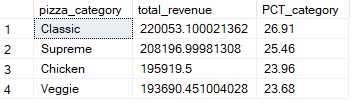 pizza_category total_revenue PCT_category
1 Classic 220053.100021362 26.91
2 Supreme 208196.99981308 25.46
3 Chicken 195919.5 23.96
4 Veggie 193690.451004028 23.68